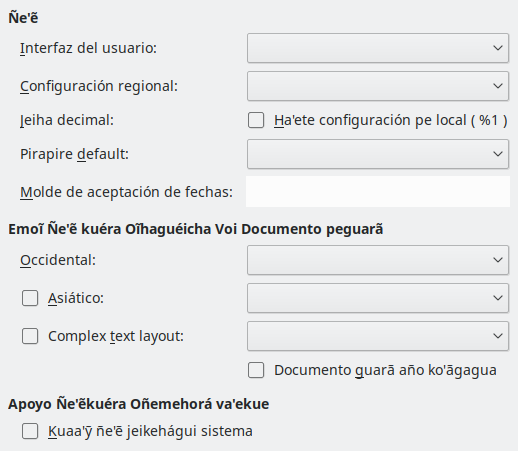 Ñe'ẽ
Interfaz del usuario:
Configuración regional:
Jeiha decimal:
Ha'ete configuración pe local ( %1 )
Pirapire default:
Molde de aceptación de fechas:
Emoĩ Ñe'ẽ kuéra Oĩhaguéicha Voi Documento peguarã
Occidental:
Asiático:
Complex text layout:
Documento guarã año ko'ãgagua
Apoyo Ñe'ẽkuéra Oñemehorá va'ekue
Kuaa'ỹ ñe'ẽ jeikehágui sistema